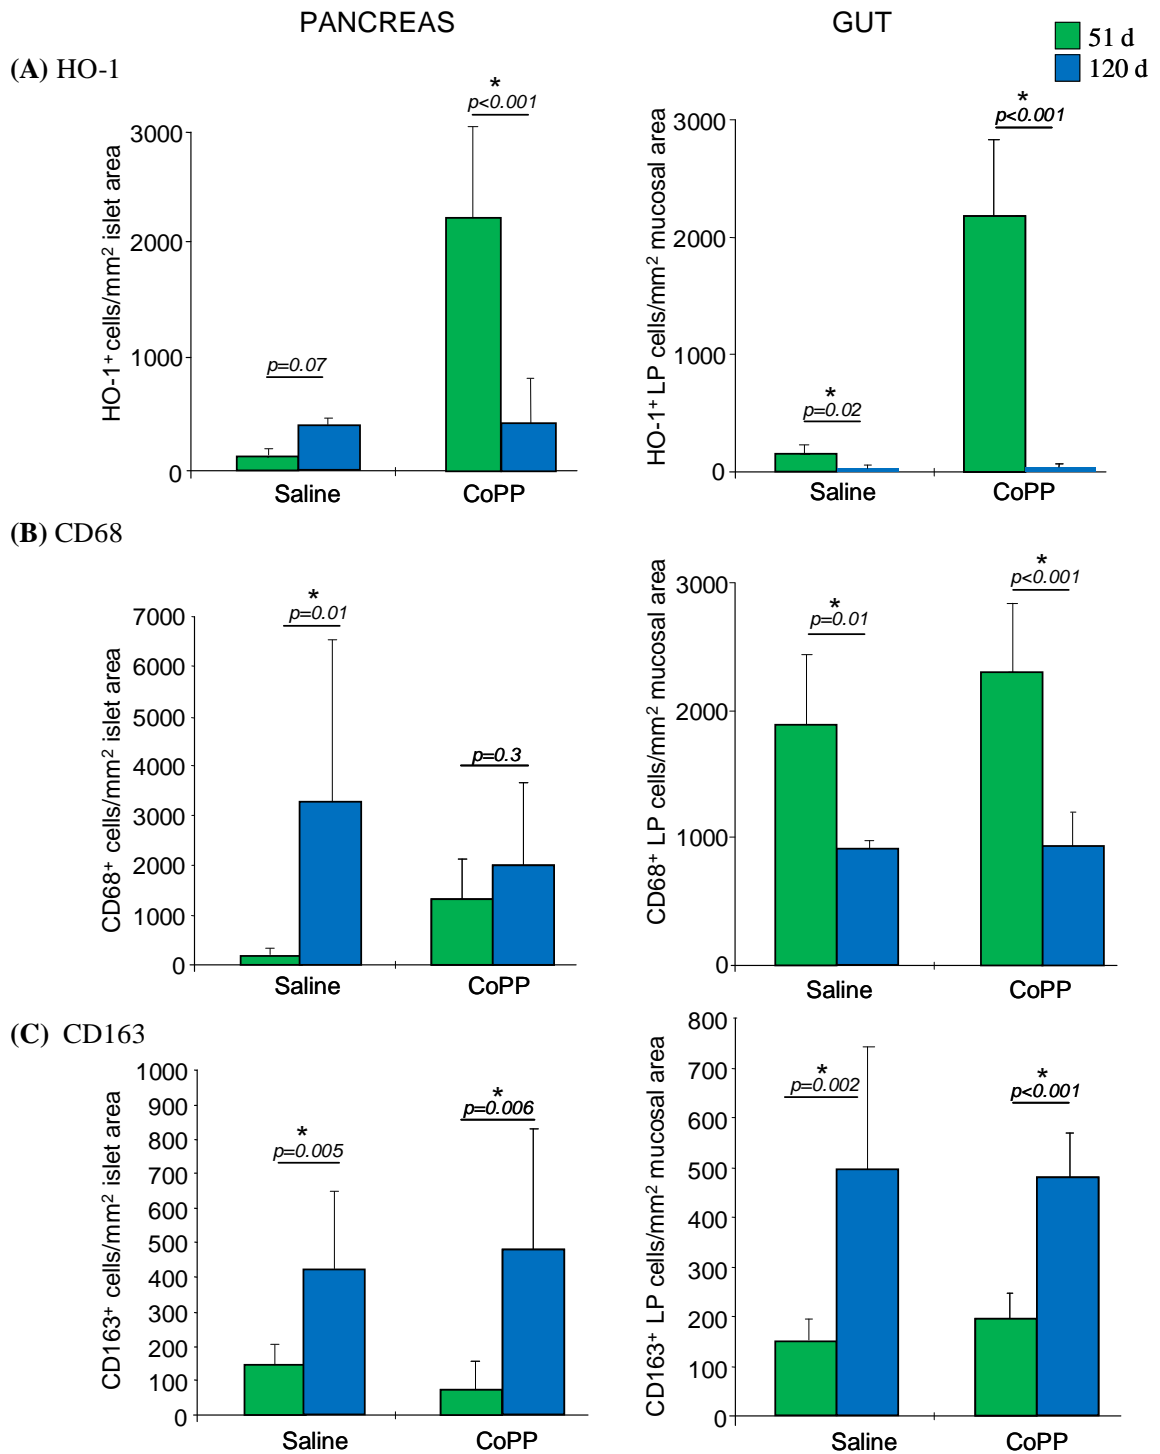 PANCREAS
GUT
51 d
120 d
(A) HO-1
HO-1+ cells/mm2 islet area
3000
2000
1000
0
p=0.07
*
p<0.001
Saline
CoPP
HO-1+ LP cells/mm2 mucosal area
3000
2000
1000
0
*
p=0.02
*
p<0.001
Saline
CoPP
(B) CD68
CD68+ cells/mm2 islet area
7000
6000
5000
4000
3000
2000
1000
0
*
p=0.01
p=0.3
Saline
CoPP
CD68+ LP cells/mm2 mucosal area
3000
2000
1000
0
*
p=0.01
*
p<0.001
Saline
CoPP
(C) CD163
CD163+ cells/mm2 islet area
1000
900
800
700
600
500
400
300
200
100
0
*
p=0.005
*
p=0.006
Saline
CoPP
CD163+ LP cells/mm2 mucosal area
800
700
600
500
400
300
200
100
0
*
p=0.002
*
p<0.001
Saline
CoPP